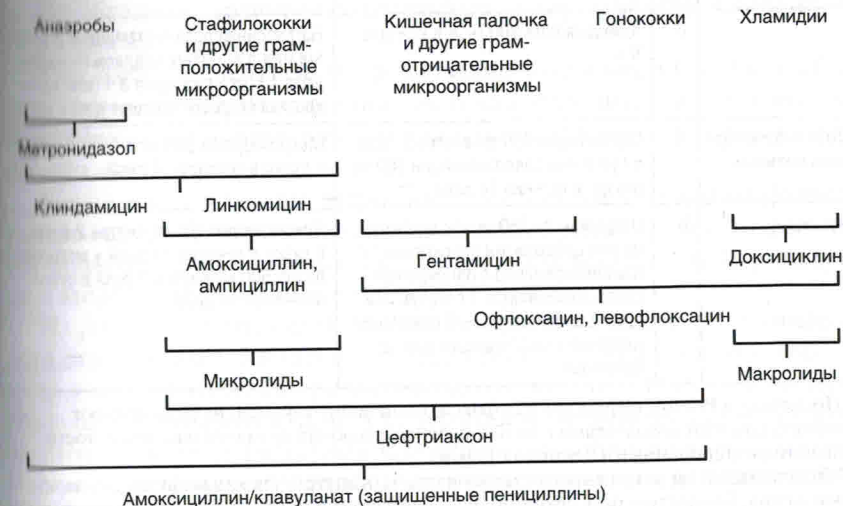 Анаэробы
Стафилококки
и другие грам-
положительные
микроорганизмы
Кишечная палочка
и другие грам-
отрицательные
микроорганизмы
Гонококки
Хламидии
Метронидазол
Клиндамицин
Линкомицин
Амоксициллин,
ампициллин
Гентамицин
Доксициклин
Офлоксацин, левофлоксацин
Микролиды
Макролиды
Цефтриаксон
Амоксициллин/клавуланат (защищенные пенициллины)